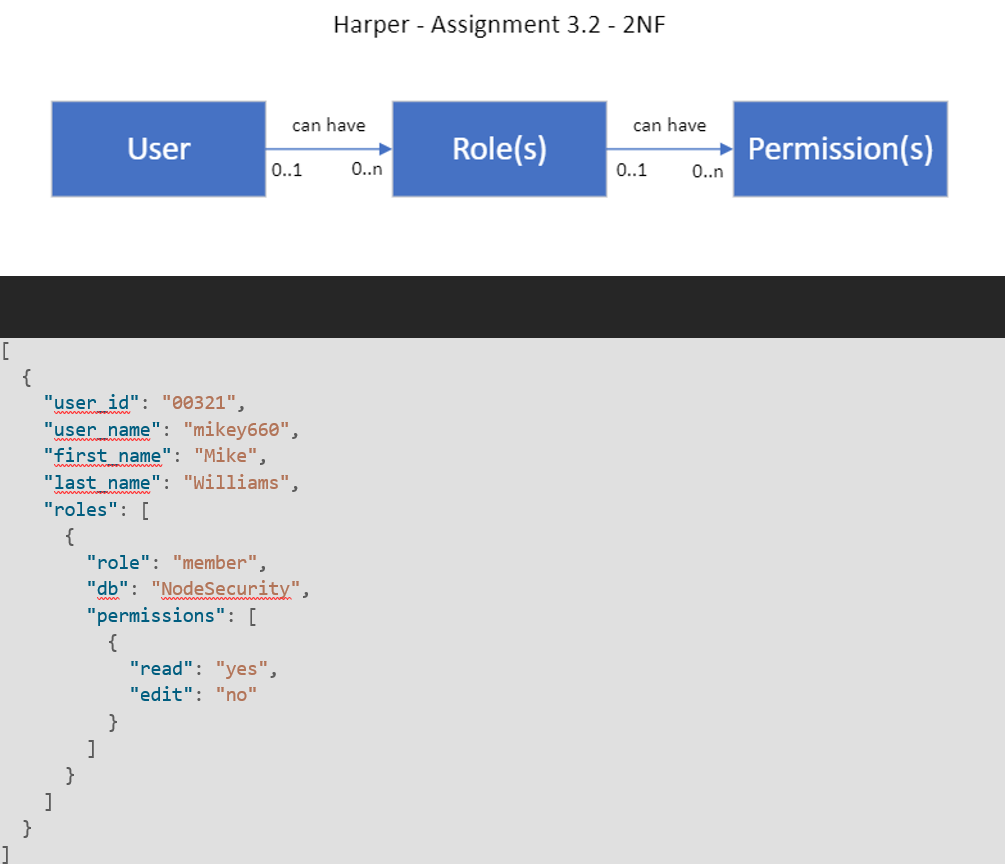 Harper - Assignment 3.2 - 2NF
can have
can have
User
Role(s)
Permission(s)
0..1
0..n
0..1
0..n
[
  {
    "user_id": "00321",
    "user_name": "mikey660",
    "first_name": "Mike",
    "last_name": "Williams",
    "roles": [
      {
        "role": "member",
        "db": "NodeSecurity",
        "permissions": [
          {
            "read": "yes",
            "edit": "no"
          }
        ]
      }
    ]
  }
]